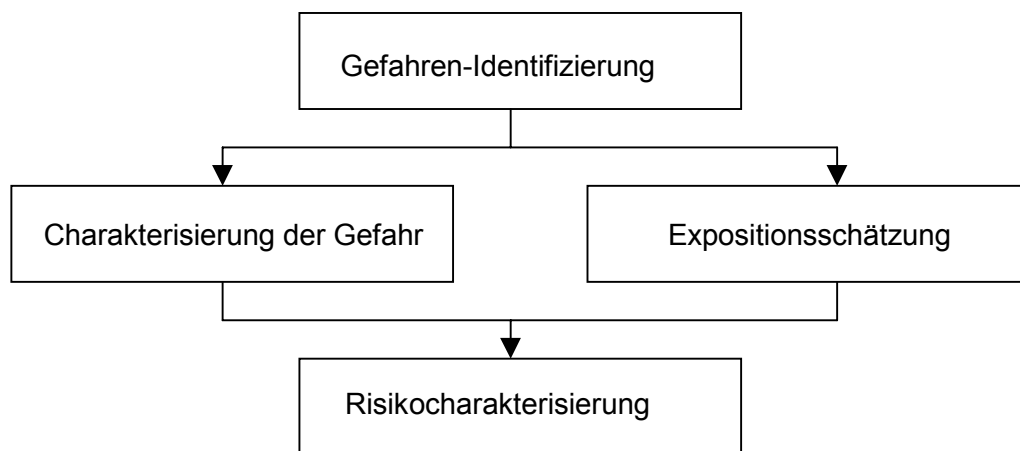 Gefahren-Identifizierung
Charakterisierung der Gefahr
Expositionsschätzung
Risikocharakterisierung